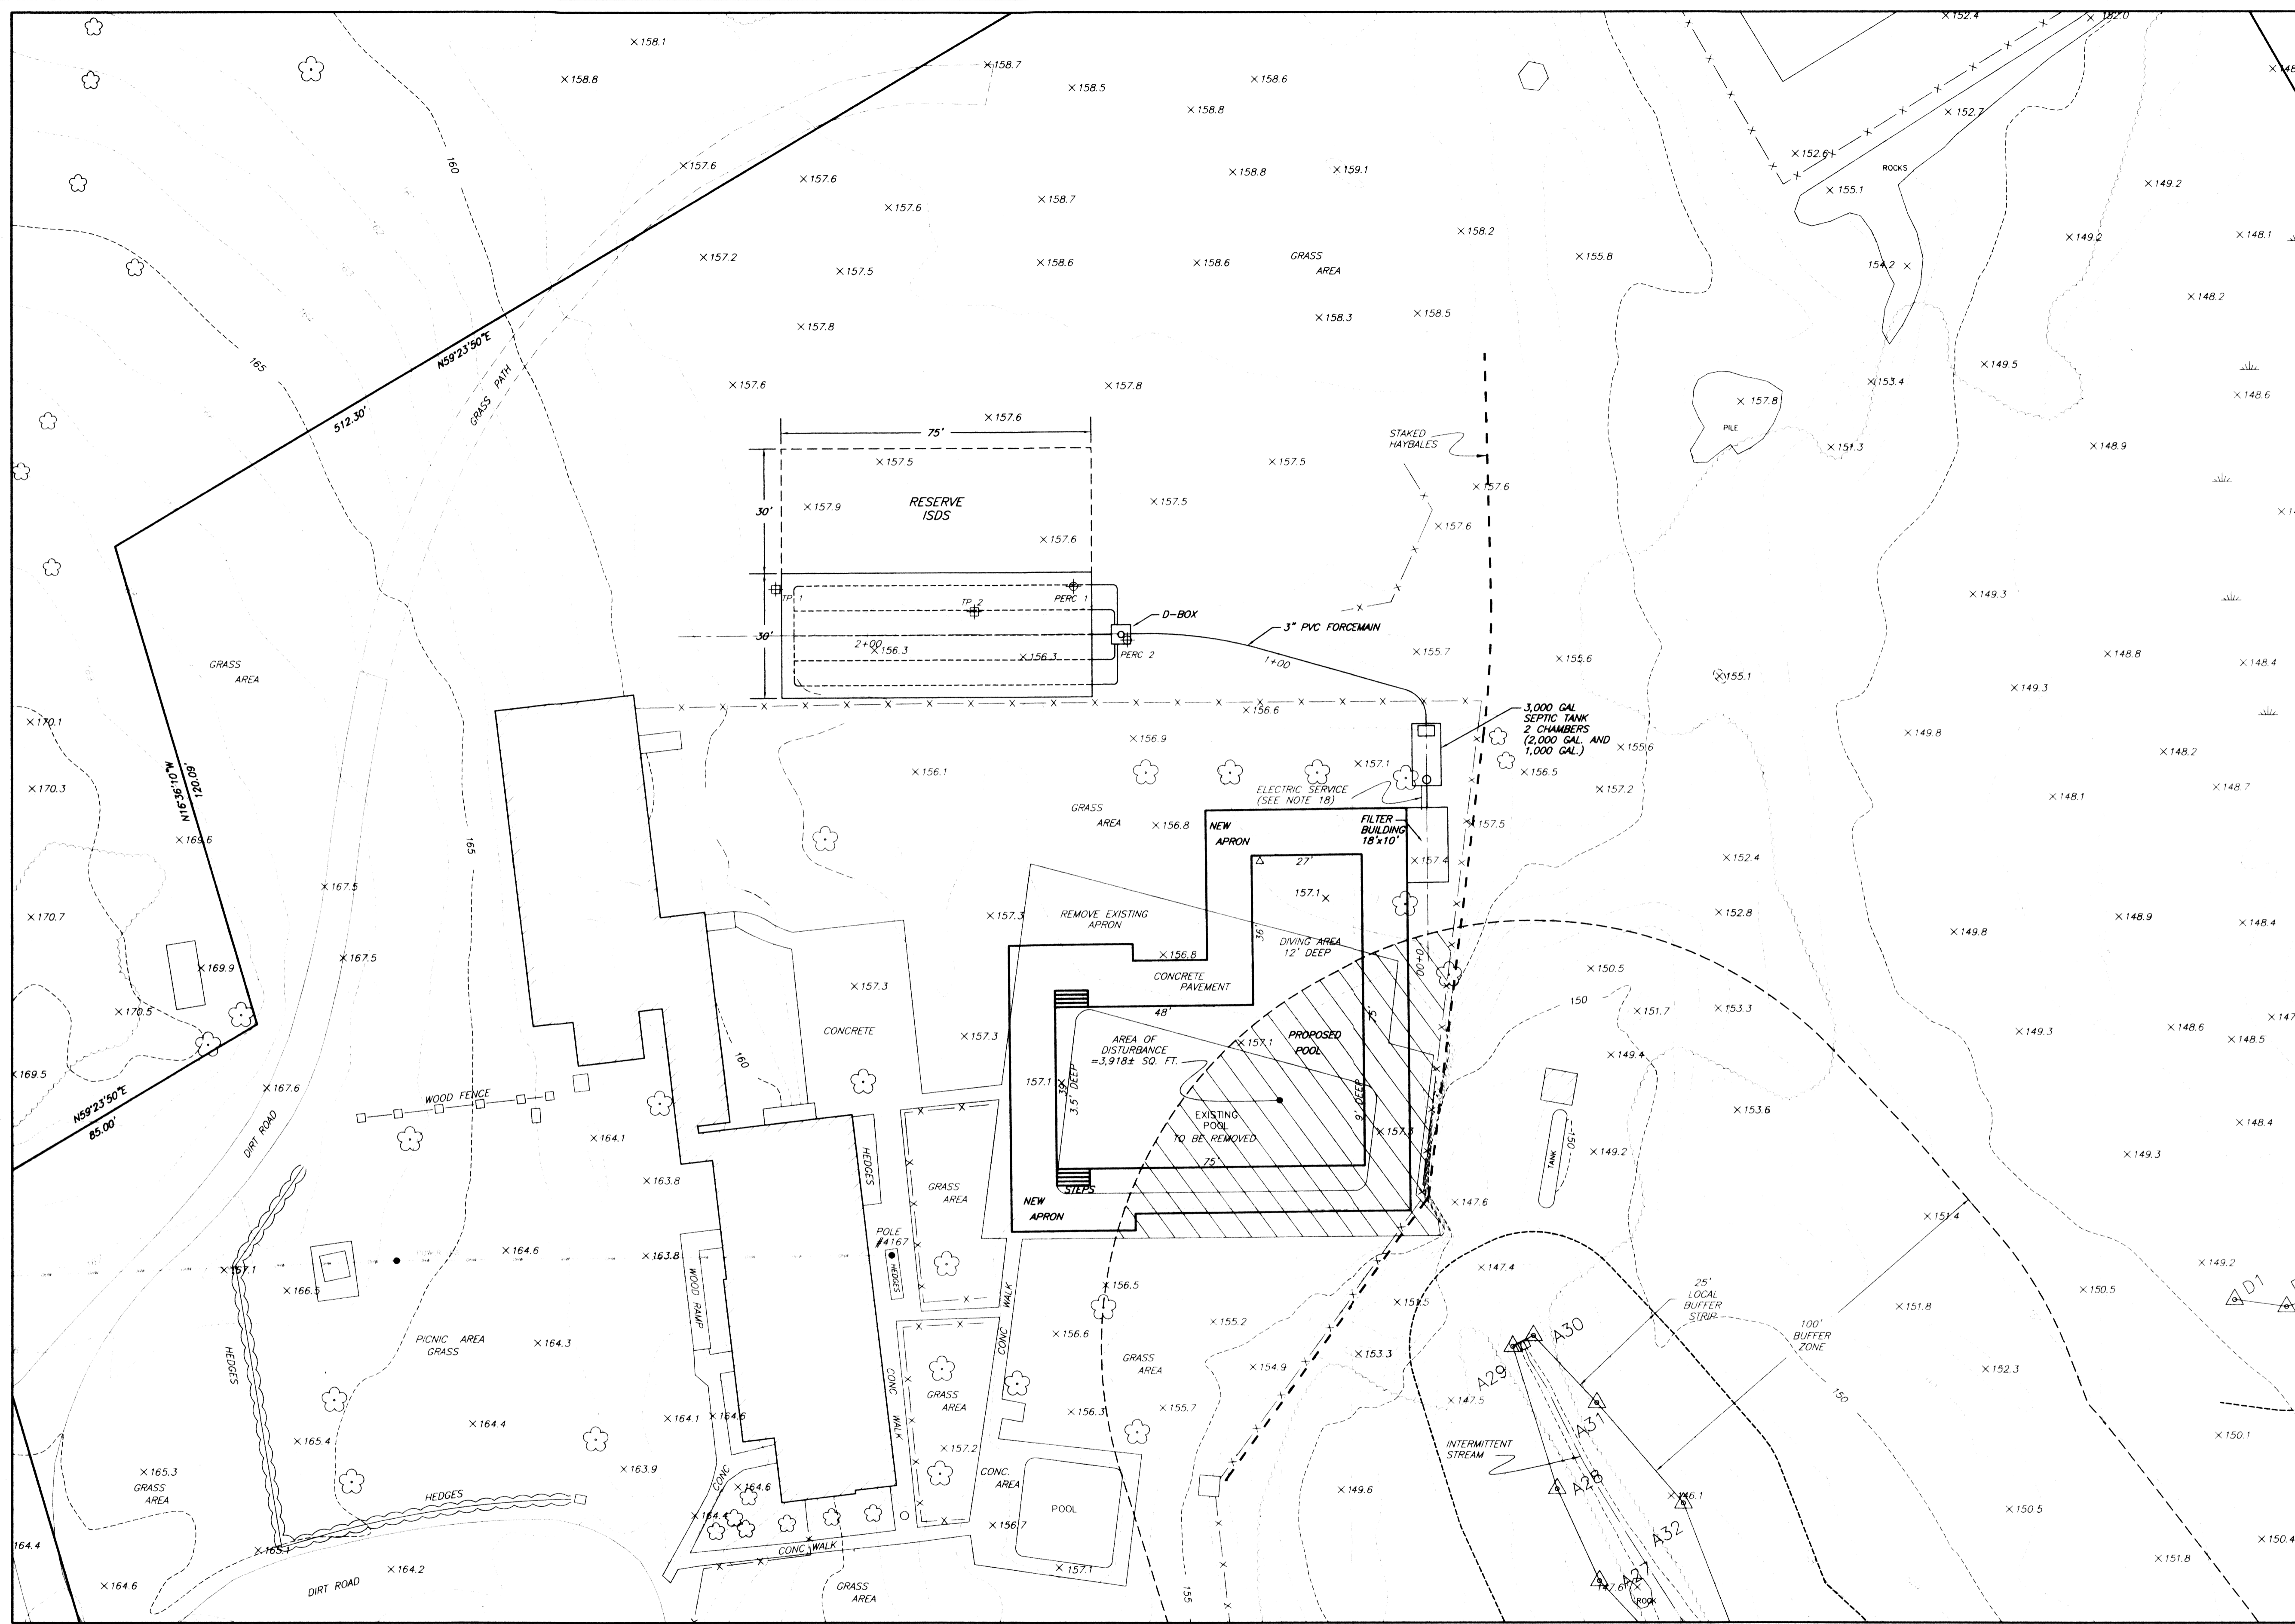 152.4
152.0
158.1
158.8
158.7
158.5
158.6
158.8
152.7
152.6
160
157.6
157.6
158.8
159.1
ROCKS
155.1
149.2
157.6
158.7
158.2
149.2
148.1
157.2
157.5
158.6
158.6
GRASS
AREA
155.8
154.2
148.2
157.8
158.3
158.5
165
N59°23'50"E
512.30'
GRASS PATH
157.6
157.8
149.5
153.4
148.6
157.8
PILE
157.6
75'
STAKED
HAYBALES
151.3
148.9
157.5
157.5
157.6
157.9
RESERVE
ISDS
157.5
30'
157.6
157.6
TP 1
TP 2
PERC 1
D-BOX
149.3
30'
2+00
156.3
156.3
PERC 2
3" PVC FORCEMAIN
1+00
155.7
155.6
148.8
148.4
GRASS
AREA
155.1
149.3
170.1
156.6
3,000 GAL
SEPTIC TANK
2 CHAMBERS
(2,000 GAL. AND
1,000 GAL.)
156.9
155.6
149.8
148.2
156.1
157.1
156.5
N16°36'10"W
120.09'
170.3
ELECTRIC SERVICE
(SEE NOTE 18)
157.2
148.1
148.7
GRASS
AREA
156.8
NEW
APRON
FILTER
BUILDING
18'x10'
157.5
169.6
165
27'
157.4
152.4
167.5
157.1
170.7
157.3
REMOVE EXISTING
APRON
36'
152.8
148.9
148.4
DIVING AREA
12' DEEP
149.8
167.5
169.9
156.8
CONCRETE
PAVEMENT
0+00
150.5
157.3
150
170.5
48'
75'
151.7
153.3
CONCRETE
157.3
AREA OF
DISTURBANCE
=3,918± SQ. FT.
157.1
PROPOSED
POOL
149.3
148.6
148.5
160
149.4
169.5
157.1
39'
3.5' DEEP
N59°23'50"E
85.00'
167.6
WOOD FENCE
9' DEEP
EXISTING
POOL
TO BE REMOVED
153.6
DIRT ROAD
164.1
157.3
148.4
150
TANK
149.2
149.3
HEDGES
75'
163.8
GRASS
AREA
STEPS
NEW
APRON
147.6
151.4
POLE
#4167
164.6
163.8
HEDGES
167.1
147.4
149.2
166.5
WOOD RAMP
156.5
25'
LOCAL
BUFFER
STRIP
150.5
D1
CONC
WALK
151.5
151.8
155.2
100'
BUFFER
ZONE
PICNIC AREA
GRASS
164.3
156.6
A30
HEDGES
GRASS
AREA
154.9
153.3
152.3
A29
GRASS
AREA
CONC
WALK
147.5
150
164.4
164.1
164.6
156.3
155.7
A31
165.4
157.2
INTERMITTENT
STREAM
150.1
165.3
GRASS
AREA
163.9
CONC.
AREA
CONC
A28
164.6
149.6
146.1
HEDGES
POOL
150.5
164.4
156.7
A32
164.4
165.1
CONC WALK
150.4
151.8
DIRT ROAD
164.2
157.1
164.6
GRASS
AREA
155
147.6
A27
ROCK